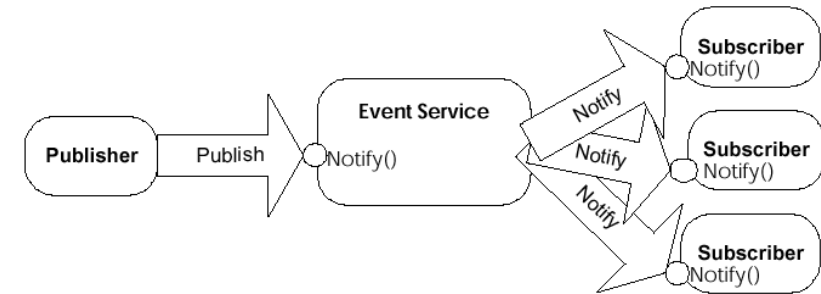 Subscriber
Notify()
Notify
Event Service
Publisher
Publish
Notify()
Notify
Subscriber
Notify()
Notify
Subscriber
Notify()